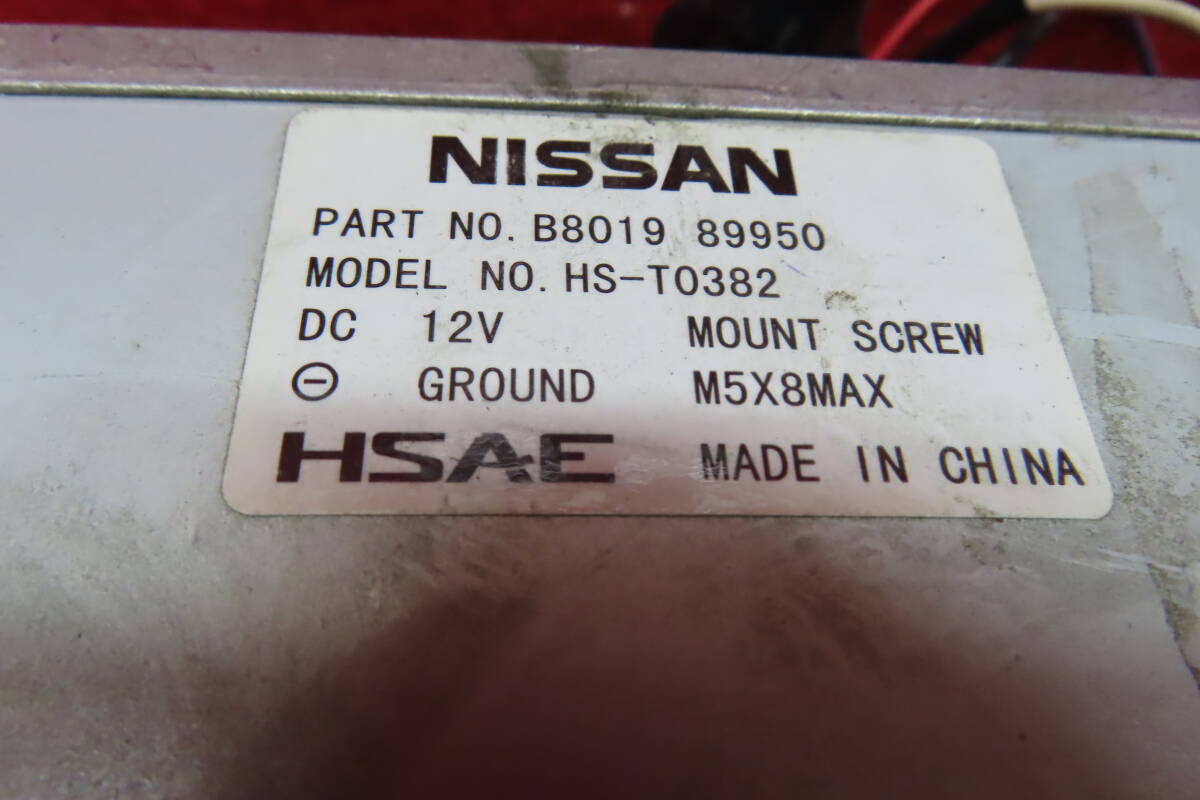 NISSAN
PART NO. B8019 89950
MODEL NO. HS-T0382
DC 12V MOUNT SCREW
⊖ GROUND M5X8MAX
HSAE MADE IN CHINA